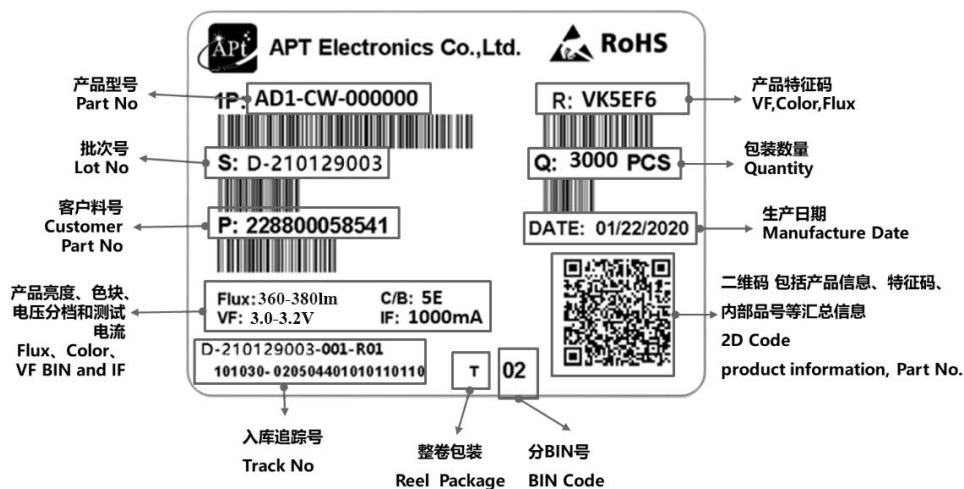 APt
APT Electronics Co.,Ltd.
RoHS
产品型号
Part No
1P: AD1-CW-000000
R: VK5EF6
产品特征码
VF,Color,Flux
批次号
Lot No
S: D-210129003
Q: 3000 PCS
包装数量
Quantity
客户料号
Customer
Part No
P: 228800058541
DATE: 01/22/2020
生产日期
Manufacture Date
产品亮度、色块、
电压分档和测试
电流
Flux、Color、
VF BIN and IF
Flux: 360-380lm C/B: 5E
VF: 3.0-3.2V IF: 1000mA
二维码 包括产品信息、特征码、
内部品号等汇总信息
2D Code
product information, Part No.
D-210129003-001-R01
101030-020504401010110110
T
02
入库追踪号
Track No
整卷包装
Reel Package
分BIN号
BIN Code